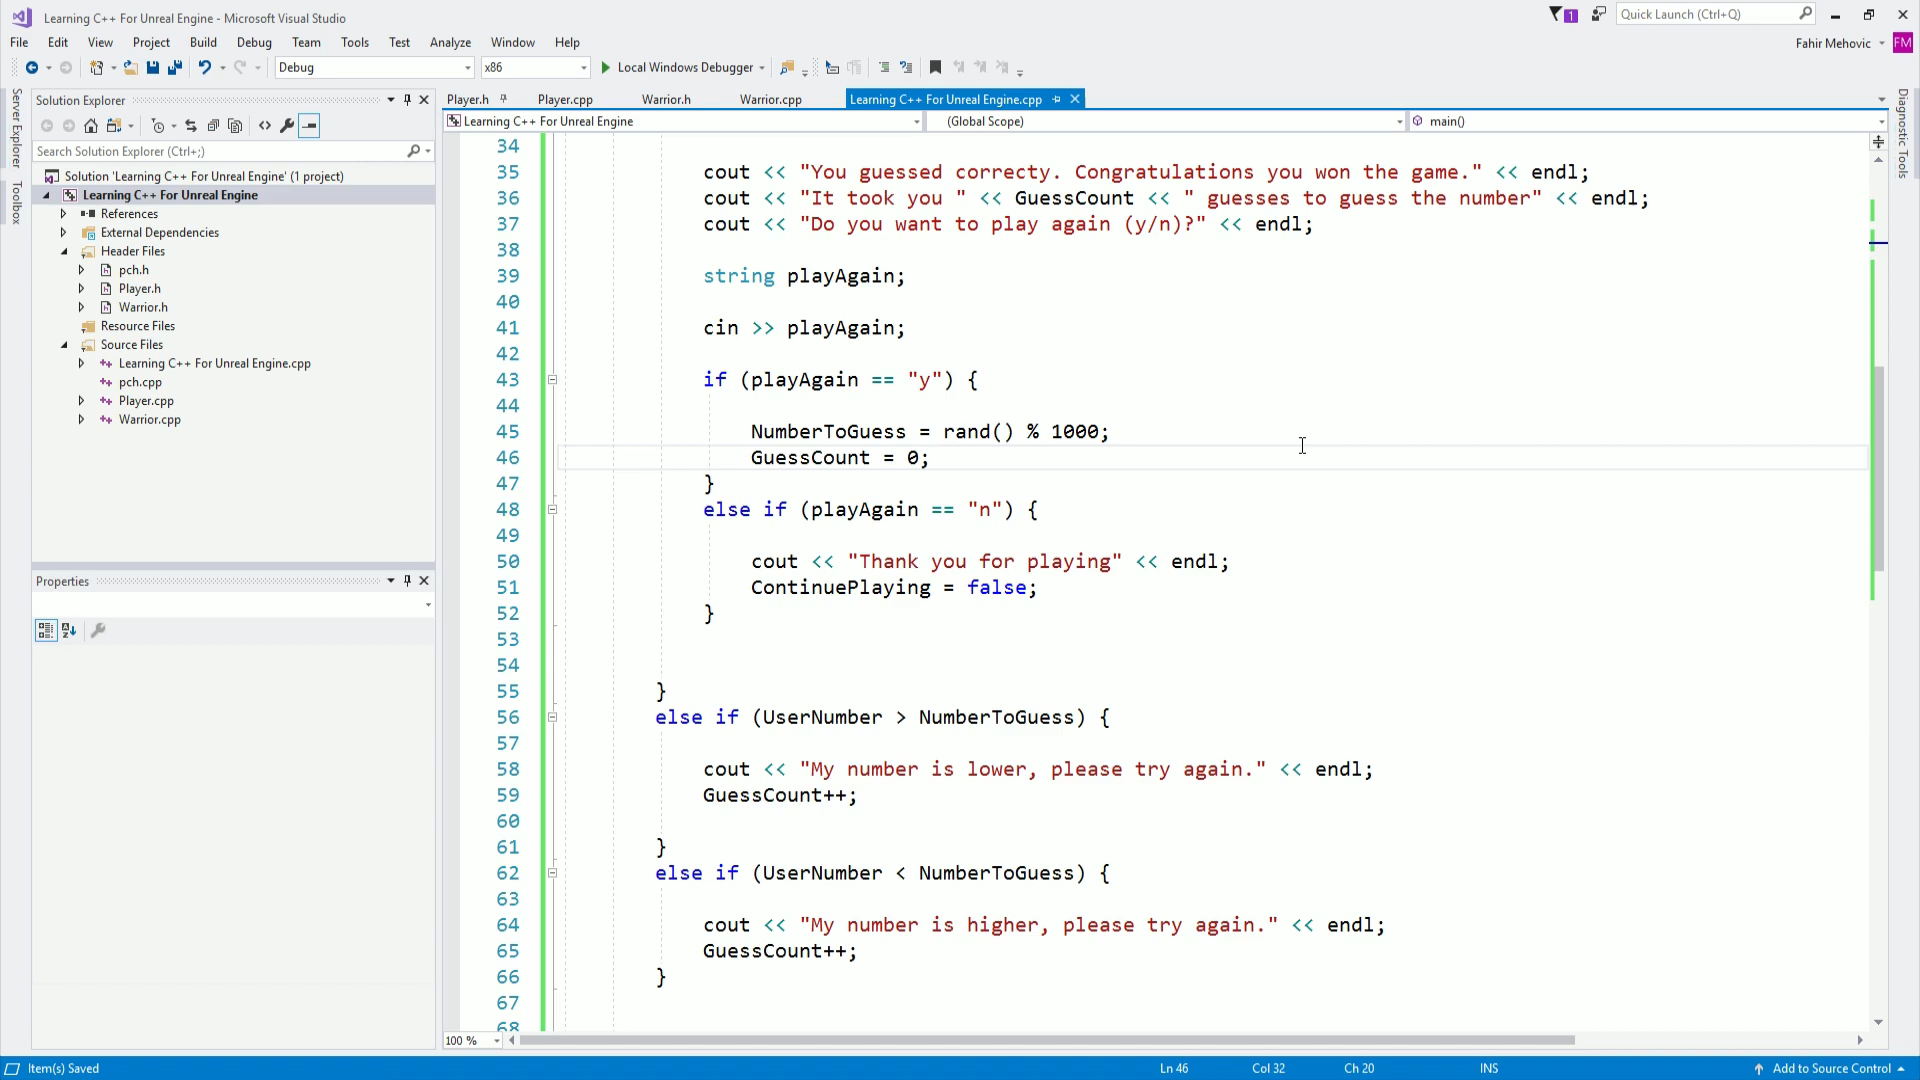 Learning C++ For Unreal Engine - Microsoft Visual Studio
1
Quick Launch (Ctrl+Q)
File Edit View Project Build Debug Team Tools Test Analyze Window Help
Fahir Mehovic FM
Debug x86 Local Windows Debugger
Server Explorer
Toolbox
Solution Explorer
Search Solution Explorer (Ctrl+;)
Solution 'Learning C++ For Unreal Engine' (1 project)
Learning C++ For Unreal Engine
References
External Dependencies
Header Files
pch.h
Player.h
Warrior.h
Resource Files
Source Files
Learning C++ For Unreal Engine.cpp
pch.cpp
Player.cpp
Warrior.cpp
Properties
Player.h Player.cpp Warrior.h Warrior.cpp Learning C++ For Unreal Engine.cpp
Learning C++ For Unreal Engine (Global Scope) main()
34
35 cout << "You guessed correcty. Congratulations you won the game." << endl;
36 cout << "It took you " << GuessCount << " guesses to guess the number" << endl;
37 cout << "Do you want to play again (y/n)?" << endl;
38
39 string playAgain;
40
41 cin >> playAgain;
42
43 if (playAgain == "y") {
44
45 NumberToGuess = rand() % 1000;
46 GuessCount = 0;
47 }
48 else if (playAgain == "n") {
49
50 cout << "Thank you for playing" << endl;
51 ContinuePlaying = false;
52 }
53
54
55 }
56 else if (UserNumber > NumberToGuess) {
57
58 cout << "My number is lower, please try again." << endl;
59 GuessCount++;
60
61 }
62 else if (UserNumber < NumberToGuess) {
63
64 cout << "My number is higher, please try again." << endl;
65 GuessCount++;
66 }
67
68
100 %
Diagnostic Tools
Item(s) Saved Ln 46 Col 32 Ch 20 INS Add to Source Control